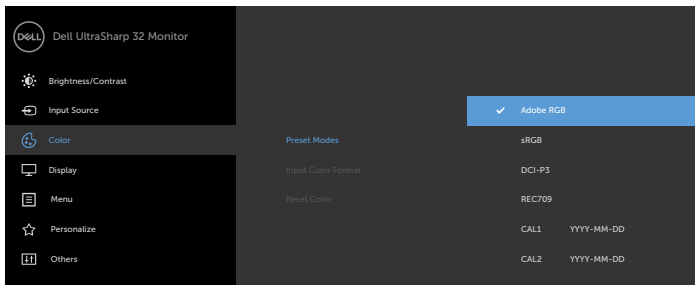 DELL
Dell UltraSharp 32 Monitor
Brightness/Contrast
Input Source
Adobe RGB
Color
Preset Modes
sRGB
Display
Input Color Format
DCI-P3
Menu
Reset Color
REC709
Personalize
CAL1 YYYY-MM-DD
Others
CAL2 YYYY-MM-DD